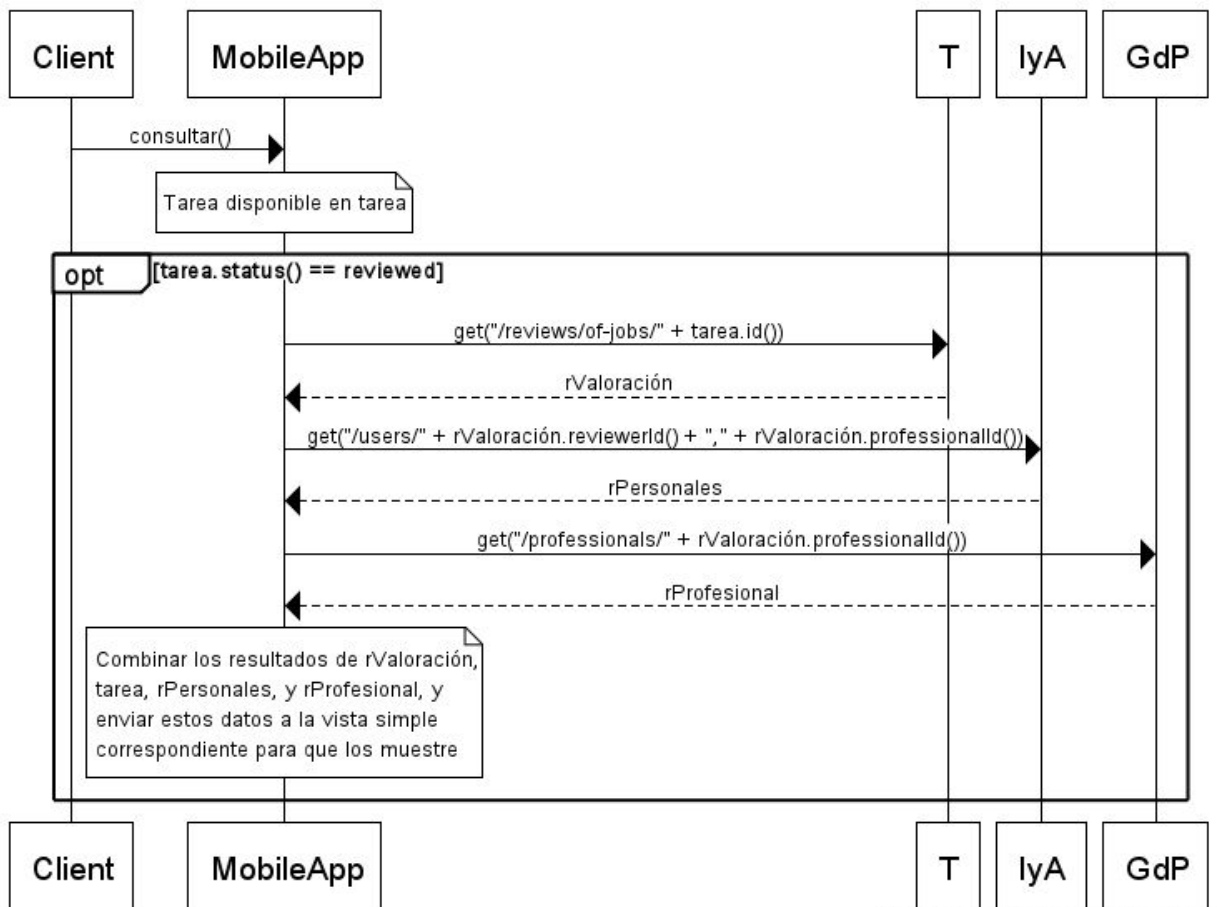 Client MobileApp T IyA GdP
consultar()
Tarea disponible en tarea
opt [tarea.status() == reviewed]
get("/reviews/of-jobs/" + tarea.id())
rValoración
get("/users/" + rValoración.reviewerId() + "," + rValoración.professionalId())
rPersonales
get("/professionals/" + rValoración.professionalId())
rProfesional
Combinar los resultados de rValoración,
tarea, rPersonales, y rProfesional, y
enviar estos datos a la vista simple
correspondiente para que los muestre
Client MobileApp T IyA GdP